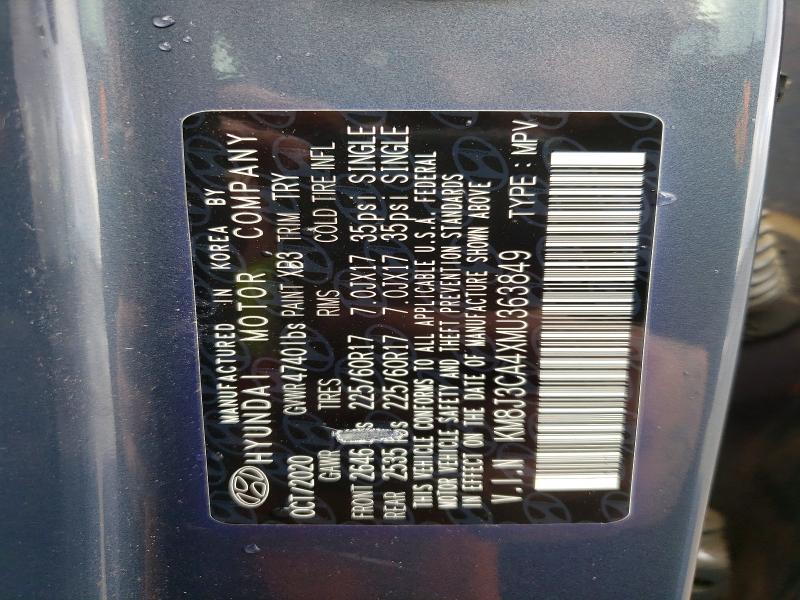 MANUFACTURED IN KOREA BY
HYUNDAI MOTOR COMPANY
OCT/2020 GVWR 4740lbs PAINT XB3 TRIM TRY
GAWR TIRES RIMS COLD TIRE INFL
FRONT 2646 s 225/60R17 7.0JX17 35psi SINGLE
REAR 2535 s 225/60R17 7.0JX17 35psi SINGLE
THIS VEHICLE CONFORMS TO ALL APPLICABLE U.S.A. FEDERAL
MOTOR VEHICLE SAFETY AND THEFT PREVENTION STANDARDS
IN EFFECT ON THE DATE OF MANUFACTURE SHOWN ABOVE
V.I.N KM8J3CA4XMU363849 TYPE : MPV